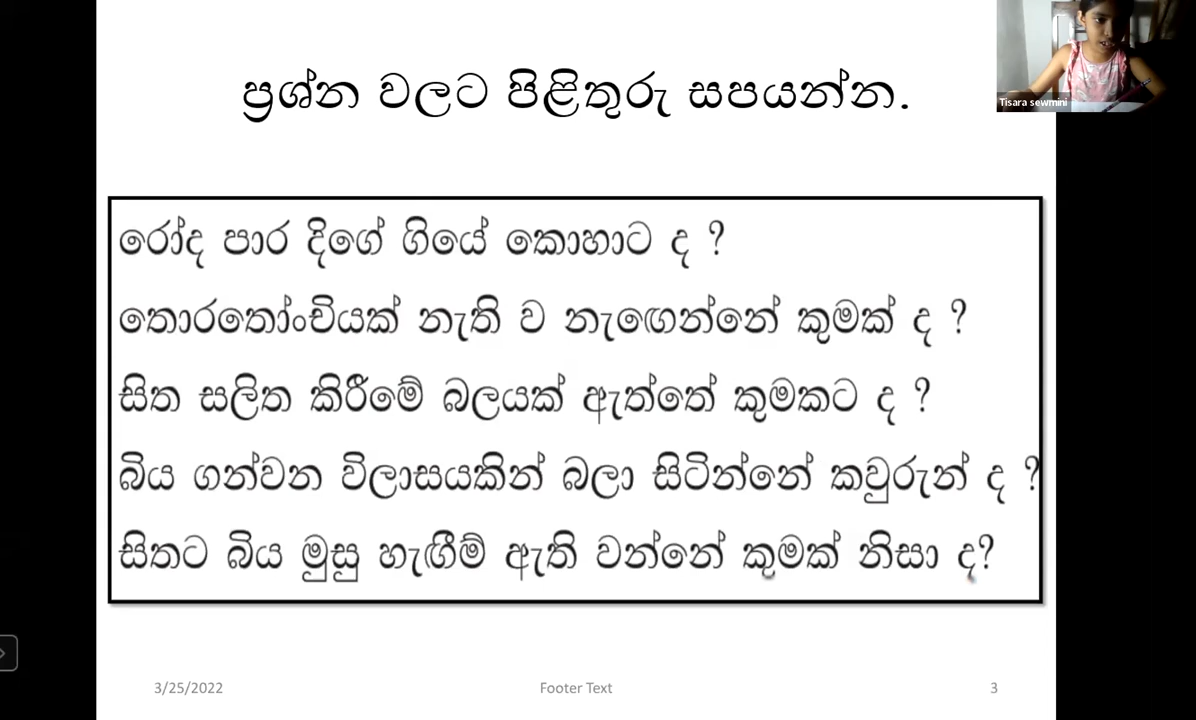 ප්‍රශ්න වලට පිළිතුරු සපයන්න.
Tisara sewmini
රෝද පාර දිගේ ගියේ කොහාට ද ?
තොරතෝංචියක් නැති ව නැඟෙන්නේ කුමක් ද ?
සිත සලිත කිරීමේ බලයක් ඇත්තේ කුමකට ද ?
බිය ගන්වන විලාසයකින් බලා සිටින්නේ කවුරුන් ද ?
සිතට බිය මුසු හැඟීම් ඇති වන්නේ කුමක් නිසා ද?
3/25/2022
Footer Text
3